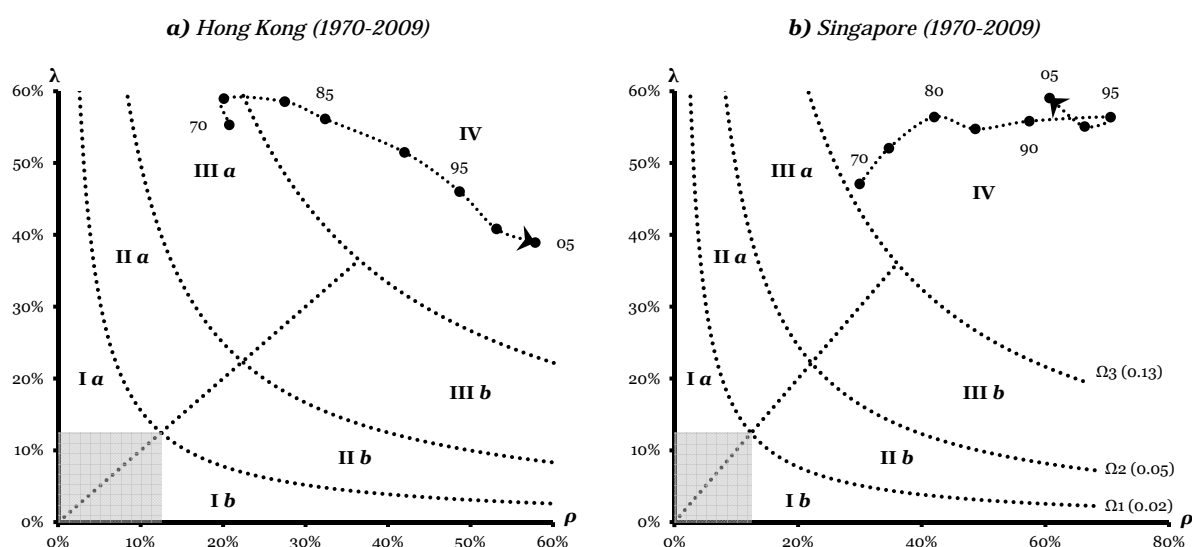 a) Hong Kong (1970-2009)
λ
60%
50%
40%
30%
20%
10%
0%
0%
10%
20%
30%
40%
50%
60%
ρ
70
85
95
05
I a
II a
III a
IV
I b
II b
III b
b) Singapore (1970-2009)
λ
60%
50%
40%
30%
20%
10%
0%
0%
20%
40%
60%
80%
ρ
70
80
90
95
05
I a
II a
III a
IV
I b
II b
III b
Ω3 (0.13)
Ω2 (0.05)
Ω1 (0.02)